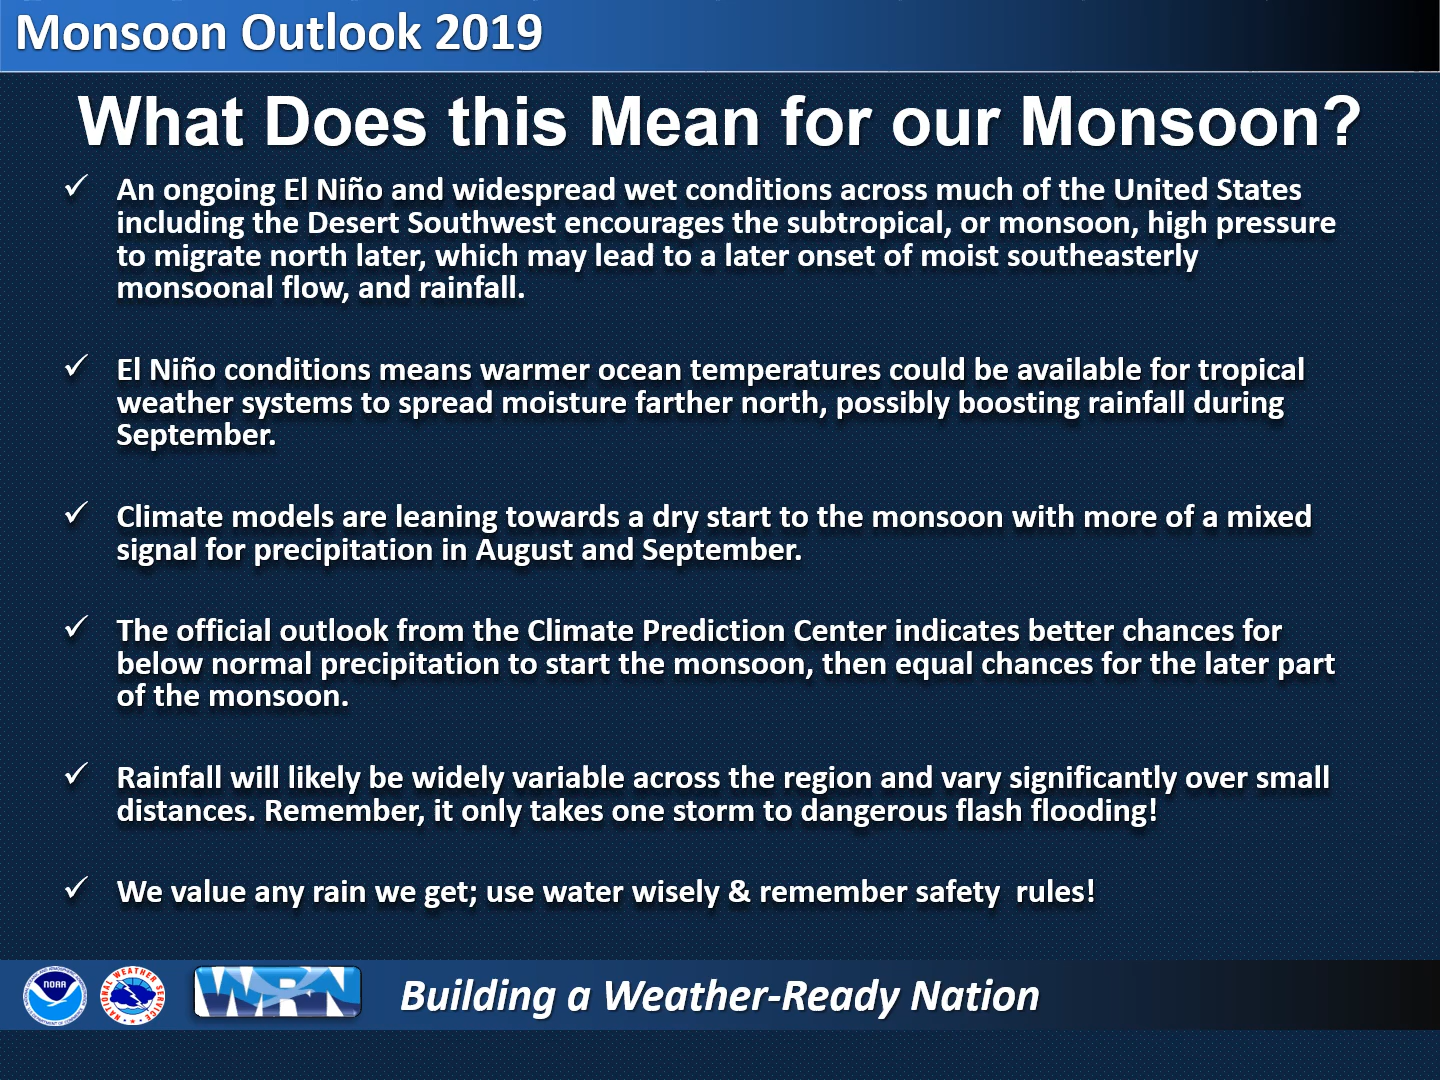 Monsoon Outlook 2019
What Does this Mean for our Monsoon?
✓ An ongoing El Niño and widespread wet conditions across much of the United States
including the Desert Southwest encourages the subtropical, or monsoon, high pressure
to migrate north later, which may lead to a later onset of moist southeasterly
monsoonal flow, and rainfall.
✓ El Niño conditions means warmer ocean temperatures could be available for tropical
weather systems to spread moisture farther north, possibly boosting rainfall during
September.
✓ Climate models are leaning towards a dry start to the monsoon with more of a mixed
signal for precipitation in August and September.
✓ The official outlook from the Climate Prediction Center indicates better chances for
below normal precipitation to start the monsoon, then equal chances for the later part
of the monsoon.
✓ Rainfall will likely be widely variable across the region and vary significantly over small
distances. Remember, it only takes one storm to dangerous flash flooding!
✓ We value any rain we get; use water wisely & remember safety  rules!
NOAA
NATIONAL WEATHER SERVICE
WRN
Building a Weather-Ready Nation